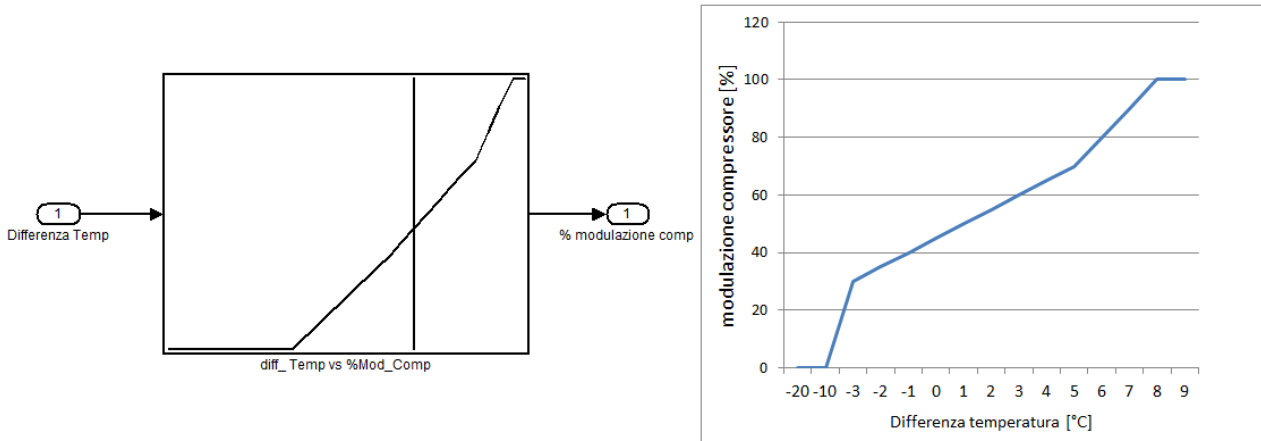 1
Differenza Temp
diff_ Temp vs %Mod_Comp
1
% modulazione comp
modulazione compressore [%]
120
100
80
60
40
20
0
-20 -10 -3 -2 -1 0 1 2 3 4 5 6 7 8 9
Differenza temperatura [°C]